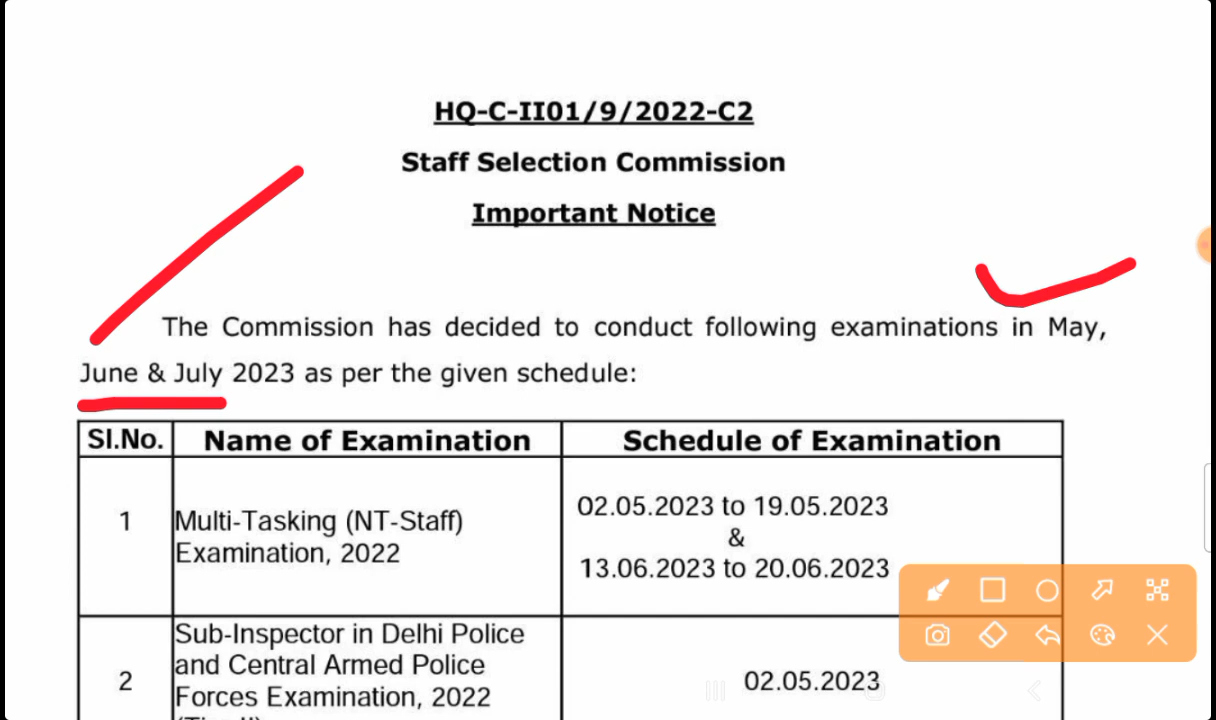 HQ-C-II01/9/2022-C2
Staff Selection Commission
Important Notice
The Commission has decided to conduct following examinations in May,
June & July 2023 as per the given schedule:
Sl.No. Name of Examination Schedule of Examination
1 Multi-Tasking (NT-Staff)
Examination, 2022
02.05.2023 to 19.05.2023
&
13.06.2023 to 20.06.2023
2 Sub-Inspector in Delhi Police
and Central Armed Police
Forces Examination, 2022
02.05.2023